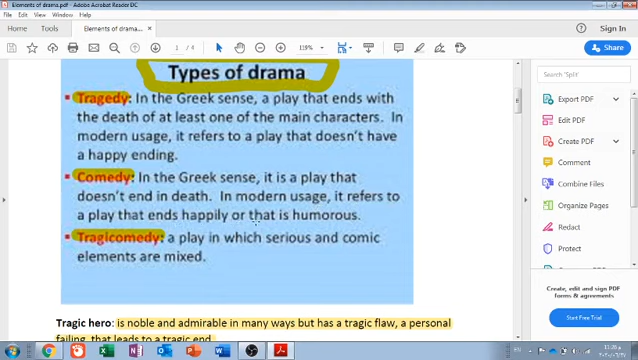 Elements of drama.pdf - Adobe Acrobat Reader DC
File Edit View Window Help
Home Tools Elements of drama.... × Sign In
1 / 4 119% Share
Types of drama
Tragedy: In the Greek sense, a play that ends with
the death of at least one of the main characters. In
modern usage, it refers to a play that doesn't have
a happy ending.
Comedy: In the Greek sense, it is a play that
doesn't end in death. In modern usage, it refers to
a play that ends happily or that is humorous.
Tragicomedy: a play in which serious and comic
elements are mixed.
Tragic hero: is noble and admirable in many ways but has a tragic flaw, a personal
failing, that leads to a tragic end.
Search 'Split'
Export PDF
Edit PDF
Create PDF
Comment
Combine Files
Organize Pages
Redact
Protect
Create, edit and sign PDF
forms & agreements
Start Free Trial
EN